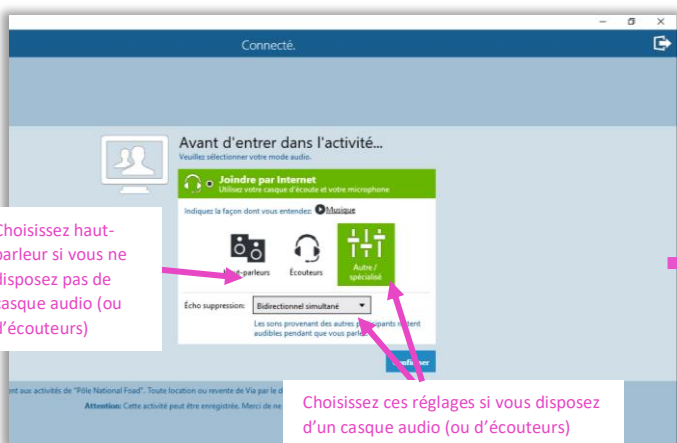 Connecté.
Avant d'entrer dans l'activité...
Veuillez sélectionner votre mode audio.
Joindre par Internet
Utilisez votre casque d'écoute et votre microphone
Indiquez la façon dont vous entendez: Musique
Choisissez haut-
parleur si vous ne
disposez pas de
casque audio (ou
d'écouteurs)
-parleurs Écouteurs Autre /
spécialisé
Écho suppression: Bidirectionnel simultané
Les sons provenant des autres participants restent
audibles pendant que vous parlez.
Confirmer
aux activités de "Pôle National Foad". Toute location ou revente de Via par le
Attention: Cette activité peut être enregistrée. Merci de ne
Choisissez ces réglages si vous disposez
d'un casque audio (ou d'écouteurs)